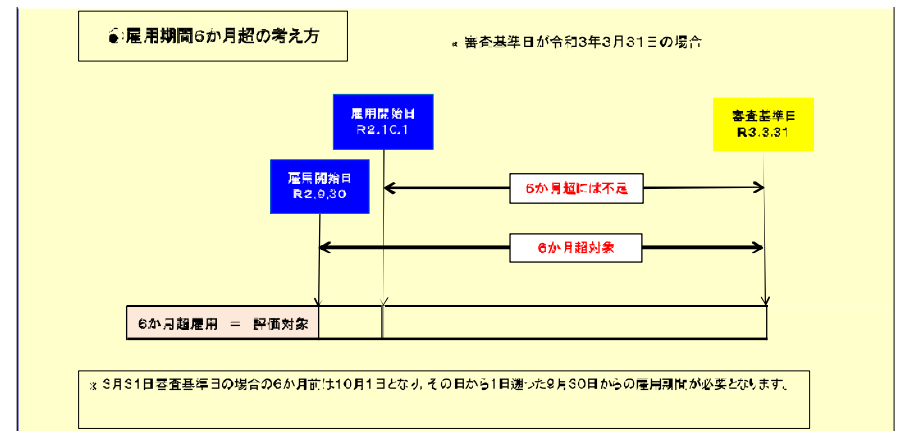 雇用期間6か月超の考え方
※ 審査基準日が令和3年3月31日の場合
雇用開始日
R2.10.1
審査基準日
R3.3.31
雇用開始日
R2.9.30
6か月超には不足
6か月超対象
6か月超雇用 = 評価対象
※ 3月31日審査基準日の場合の6か月前は10月1日となり、その日から1日遡った9月30日からの雇用期間が必要となります。